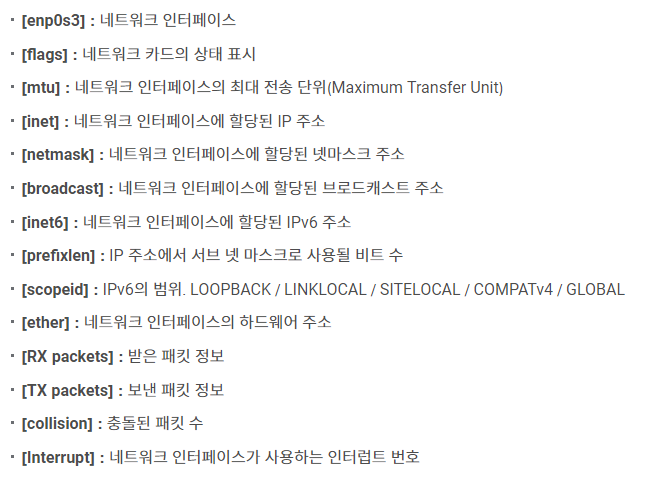 · [enp0s3] : 네트워크 인터페이스
· [flags] : 네트워크 카드의 상태 표시
· [mtu] : 네트워크 인터페이스의 최대 전송 단위(Maximum Transfer Unit)
· [inet] : 네트워크 인터페이스에 할당된 IP 주소
· [netmask] : 네트워크 인터페이스에 할당된 넷마스크 주소
· [broadcast] : 네트워크 인터페이스에 할당된 브로드캐스트 주소
· [inet6] : 네트워크 인터페이스에 할당된 IPv6 주소
· [prefixlen] : IP 주소에서 서브 넷 마스크로 사용될 비트 수
· [scopeid] : IPv6의 범위. LOOPBACK / LINKLOCAL / SITELOCAL / COMPATv4 / GLOBAL
· [ether] : 네트워크 인터페이스의 하드웨어 주소
· [RX packets] : 받은 패킷 정보
· [TX packets] : 보낸 패킷 정보
· [collision] : 충돌된 패킷 수
· [Interrupt] : 네트워크 인터페이스가 사용하는 인터럽트 번호